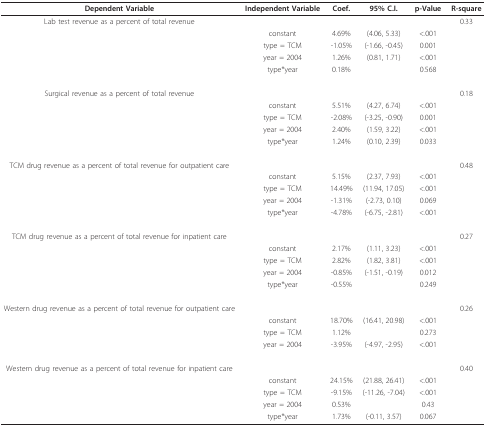 Dependent Variable Independent Variable Coef. 95% C.I. p-Value R-square
Lab test revenue as a percent of total revenue 0.33
constant 4.69% (4.06, 5.33) <.001
type = TCM -1.05% (-1.66, -0.45) 0.001
year = 2004 1.26% (0.81, 1.71) <.001
type*year 0.18% 0.568
Surgical revenue as a percent of total revenue 0.18
constant 5.51% (4.27, 6.74) <.001
type = TCM -2.08% (-3.25, -0.90) 0.001
year = 2004 2.40% (1.59, 3.22) <.001
type*year 1.24% (0.10, 2.39) 0.033
TCM drug revenue as a percent of total revenue for outpatient care 0.48
constant 5.15% (2.37, 7.93) <.001
type = TCM 14.49% (11.94, 17.05) <.001
year = 2004 -1.31% (-2.73, 0.10) 0.069
type*year -4.78% (-6.75, -2.81) <.001
TCM drug revenue as a percent of total revenue for inpatient care 0.27
constant 2.17% (1.11, 3.23) <.001
type = TCM 2.82% (1.82, 3.81) <.001
year = 2004 -0.85% (-1.51, -0.19) 0.012
type*year -0.55% 0.249
Western drug revenue as a percent of total revenue for outpatient care 0.26
constant 18.70% (16.41, 20.98) <.001
type = TCM 1.12% 0.273
year = 2004 -3.95% (-4.97, -2.95) <.001
Western drug revenue as a percent of total revenue for inpatient care 0.40
constant 24.15% (21.88, 26.41) <.001
type = TCM -9.15% (-11.26, -7.04) <.001
year = 2004 0.53% 0.43
type*year 1.73% (-0.11, 3.57) 0.067